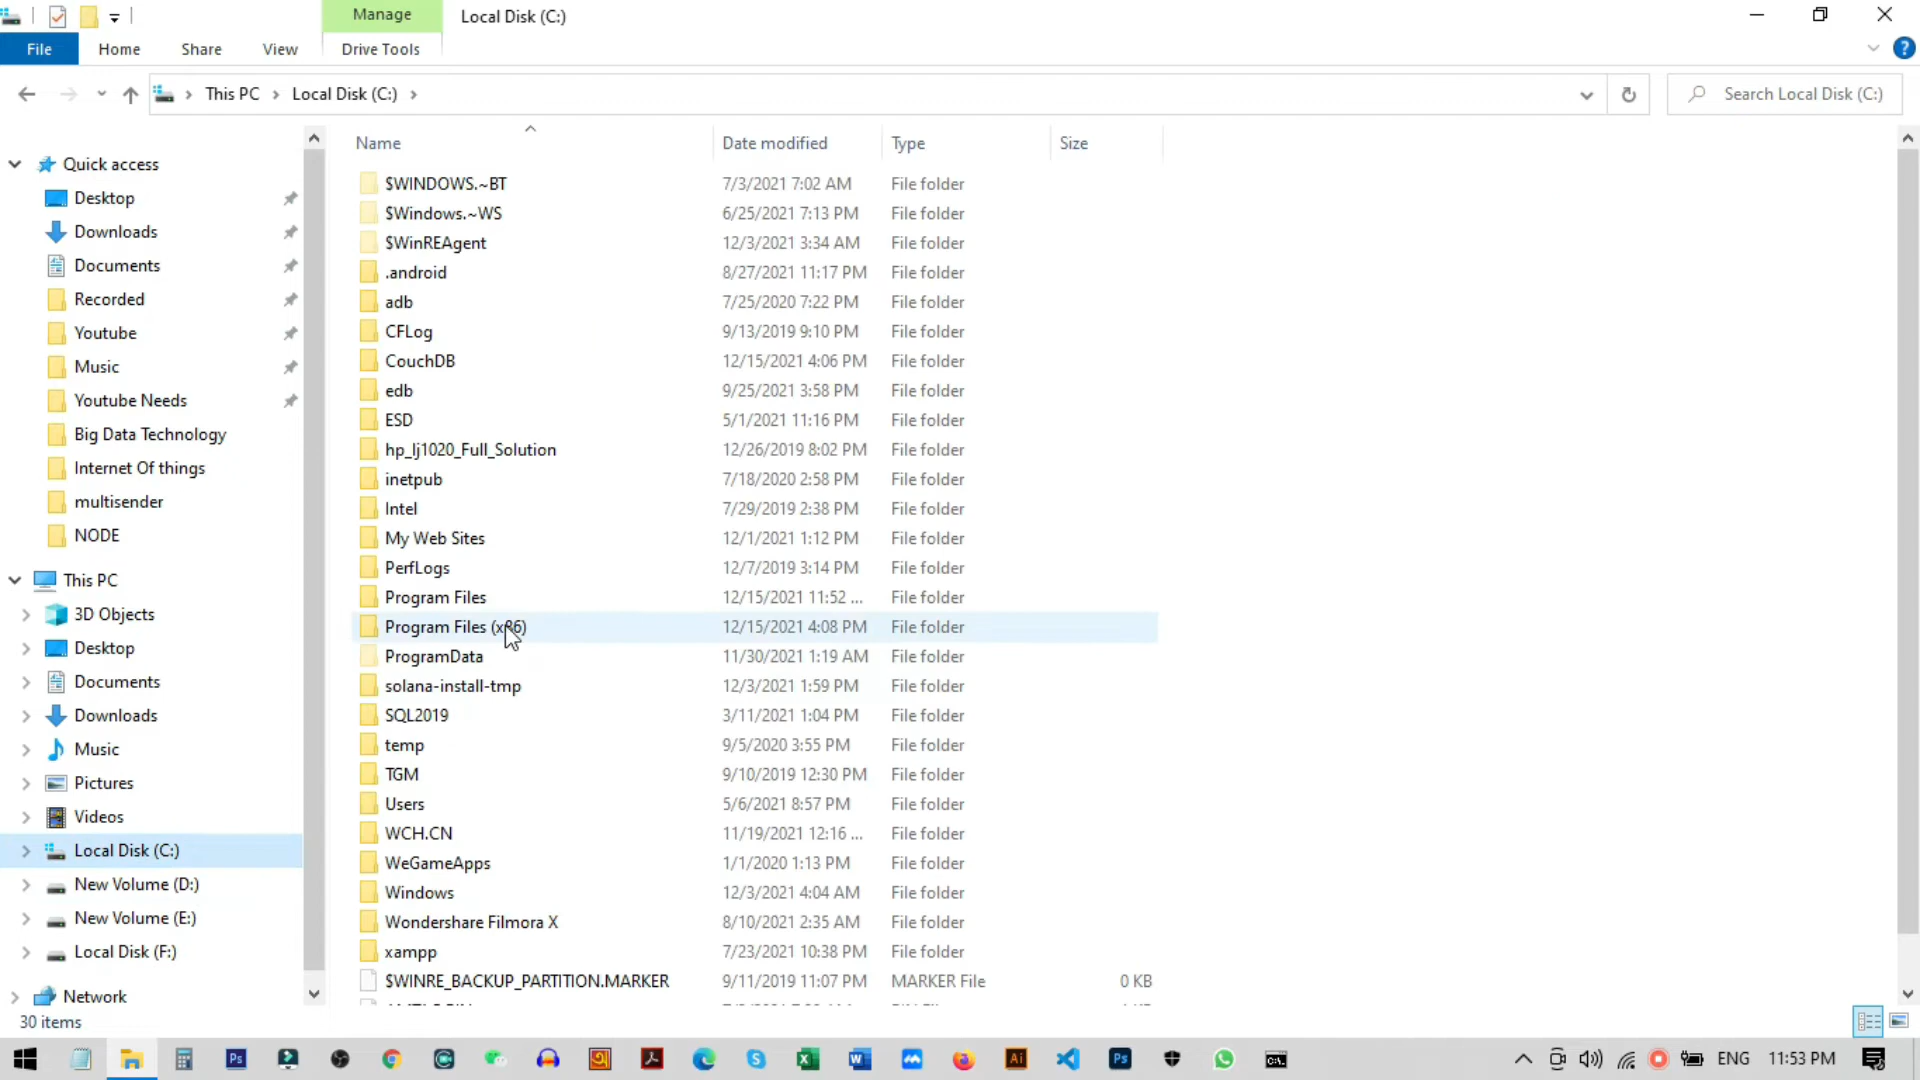 Manage
Local Disk (C:)
File
Home
Share
View
Drive Tools
This PC
Local Disk (C:)
Search Local Disk (C:)
Name
Date modified
Type
Size
Quick access
Desktop
Downloads
Documents
Recorded
Youtube
Music
Youtube Needs
Big Data Technology
Internet Of things
multisender
NODE
This PC
3D Objects
Desktop
Documents
Downloads
Music
Pictures
Videos
Local Disk (C:)
New Volume (D:)
New Volume (E:)
Local Disk (F:)
Network
$WINDOWS.~BT 7/3/2021 7:02 AM File folder
$Windows.~WS 6/25/2021 7:13 PM File folder
$WinREAgent 12/3/2021 3:34 AM File folder
.android 8/27/2021 11:17 PM File folder
adb 7/25/2020 7:22 PM File folder
CFLog 9/13/2019 9:10 PM File folder
CouchDB 12/15/2021 4:06 PM File folder
edb 9/25/2021 3:58 PM File folder
ESD 5/1/2021 11:16 PM File folder
hp_lj1020_Full_Solution 12/26/2019 8:02 PM File folder
inetpub 7/18/2020 2:58 PM File folder
Intel 7/29/2019 2:38 PM File folder
My Web Sites 12/1/2021 1:12 PM File folder
PerfLogs 12/7/2019 3:14 PM File folder
Program Files 12/15/2021 11:52 ... File folder
Program Files (x86) 12/15/2021 4:08 PM File folder
ProgramData 11/30/2021 1:19 AM File folder
solana-install-tmp 12/3/2021 1:59 PM File folder
SQL2019 3/11/2021 1:04 PM File folder
temp 9/5/2020 3:55 PM File folder
TGM 9/10/2019 12:30 PM File folder
Users 5/6/2021 8:57 PM File folder
WCH.CN 11/19/2021 12:16 ... File folder
WeGameApps 1/1/2020 1:13 PM File folder
Windows 12/3/2021 4:04 AM File folder
Wondershare Filmora X 8/10/2021 2:35 AM File folder
xampp 7/23/2021 10:38 PM File folder
$WINRE_BACKUP_PARTITION.MARKER 9/11/2019 11:07 PM MARKER File 0 KB
30 items
ENG
11:53 PM